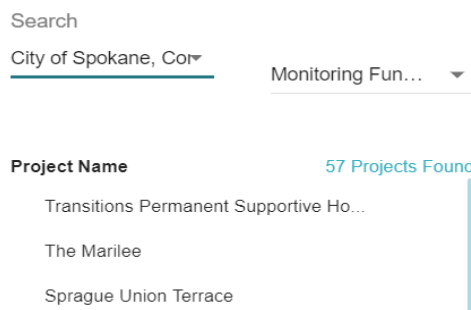 Search
City of Spokane, Cor
Monitoring Fun...
Project Name
57 Projects Found
Transitions Permanent Supportive Ho...
The Marilee
Sprague Union Terrace